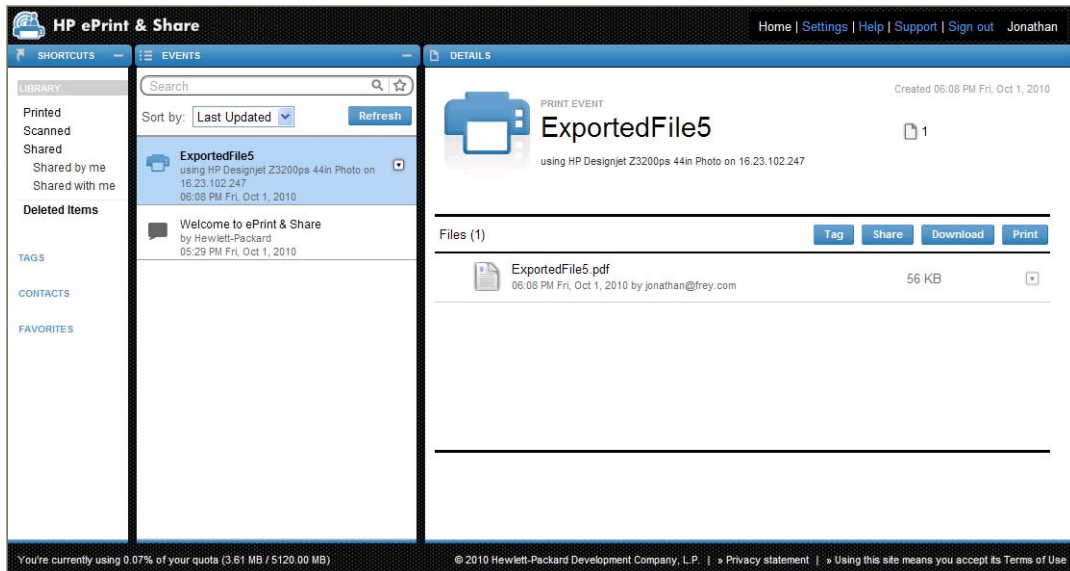 HP ePrint & Share
Home | Settings | Help | Support | Sign out Jonathan
SHORTCUTS
LIBRARY
Printed
Scanned
Shared
Shared by me
Shared with me
Deleted Items
TAGS
CONTACTS
FAVORITES
EVENTS
Search
Sort by: Last Updated Refresh
ExportedFile5
using HP Designjet Z3200ps 44in Photo on
16.23.102.247
06:08 PM Fri, Oct 1, 2010
Welcome to ePrint & Share
by Hewlett-Packard
05:29 PM Fri, Oct 1, 2010
DETAILS
Created 06:08 PM Fri, Oct 1, 2010
PRINT EVENT
ExportedFile5
1
using HP Designjet Z3200ps 44in Photo on 16.23.102.247
Files (1) Tag Share Download Print
ExportedFile5.pdf
06:08 PM Fri, Oct 1, 2010 by jonathan@frey.com
56 KB
You're currently using 0.07% of your quota (3.61 MB / 5120.00 MB)
© 2010 Hewlett-Packard Development Company, L.P. | » Privacy statement | » Using this site means you accept its Terms of Use